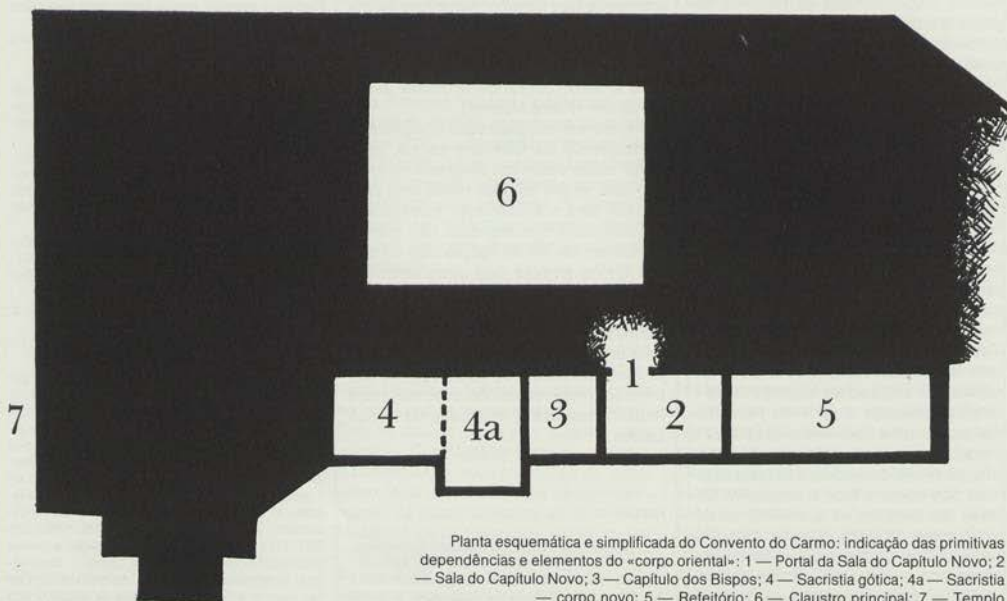 6
1
7
4
4a
3
2
5
Planta esquemática e simplificada do Convento do Carmo: indicação das primitivas
dependências e elementos do «corpo oriental»: 1 — Portal da Sala do Capítulo Novo; 2
— Sala do Capítulo Novo; 3 — Capítulo dos Bispos; 4 — Sacristia gótica; 4a — Sacristia
— corpo novo; 5 — Refeitório; 6 — Claustro principal; 7 — Templo